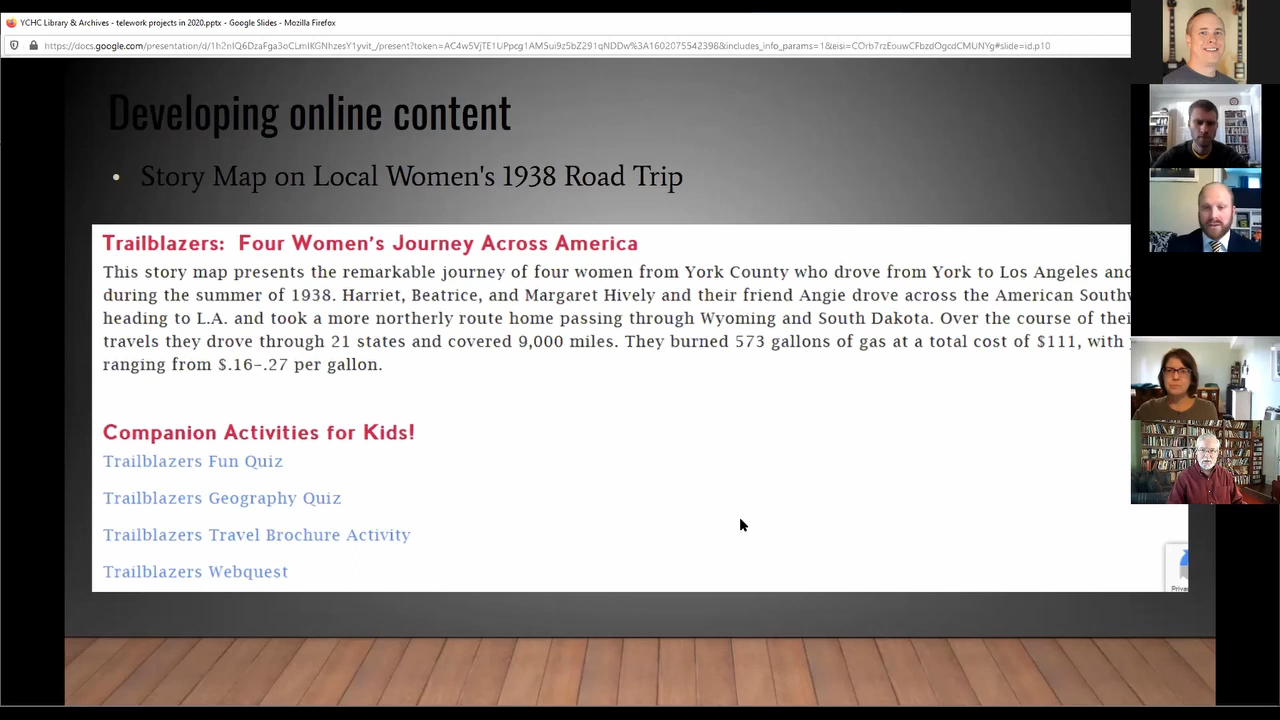 YCHC Library & Archives - telework projects in 2020.pptx - Google Slides - Mozilla Firefox
Developing online content
• Story Map on Local Women's 1938 Road Trip
Trailblazers: Four Women's Journey Across America
This story map presents the remarkable journey of four women from York County who drove from York to Los Angeles and
during the summer of 1938. Harriet, Beatrice, and Margaret Hively and their friend Angie drove across the American
heading to L.A. and took a more northerly route home passing through Wyoming and South Dakota. Over the course of
travels they drove through 21 states and covered 9,000 miles. They burned 573 gallons of gas at a total cost of $111, with
ranging from $.16–.27 per gallon.
Companion Activities for Kids!
Trailblazers Fun Quiz
Trailblazers Geography Quiz
Trailblazers Travel Brochure Activity
Trailblazers Webquest